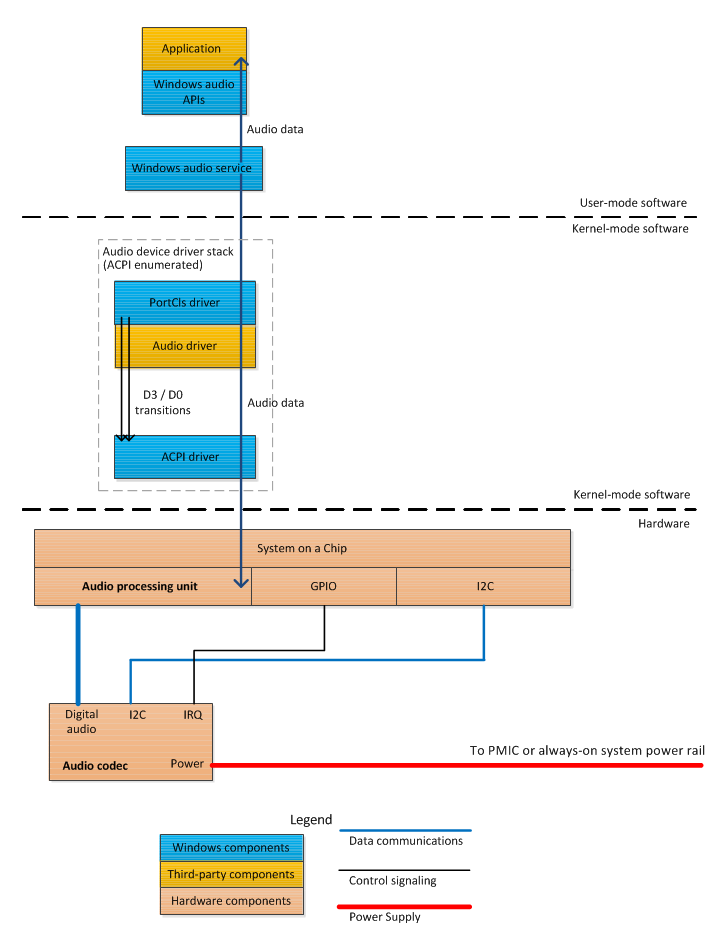 Application
Windows audio
APIs
Audio data
Windows audio service
User-mode software
Kernel-mode software
Audio device driver stack
(ACPI enumerated)
PortCls driver
Audio driver
D3 / D0
transitions
Audio data
ACPI driver
Kernel-mode software
Hardware
System on a Chip
Audio processing unit
GPIO
I2C
Digital
audio
I2C
IRQ
Audio codec
Power
To PMIC or always-on system power rail
Legend
Windows components
Third-party components
Hardware components
Data communications
Control signaling
Power Supply